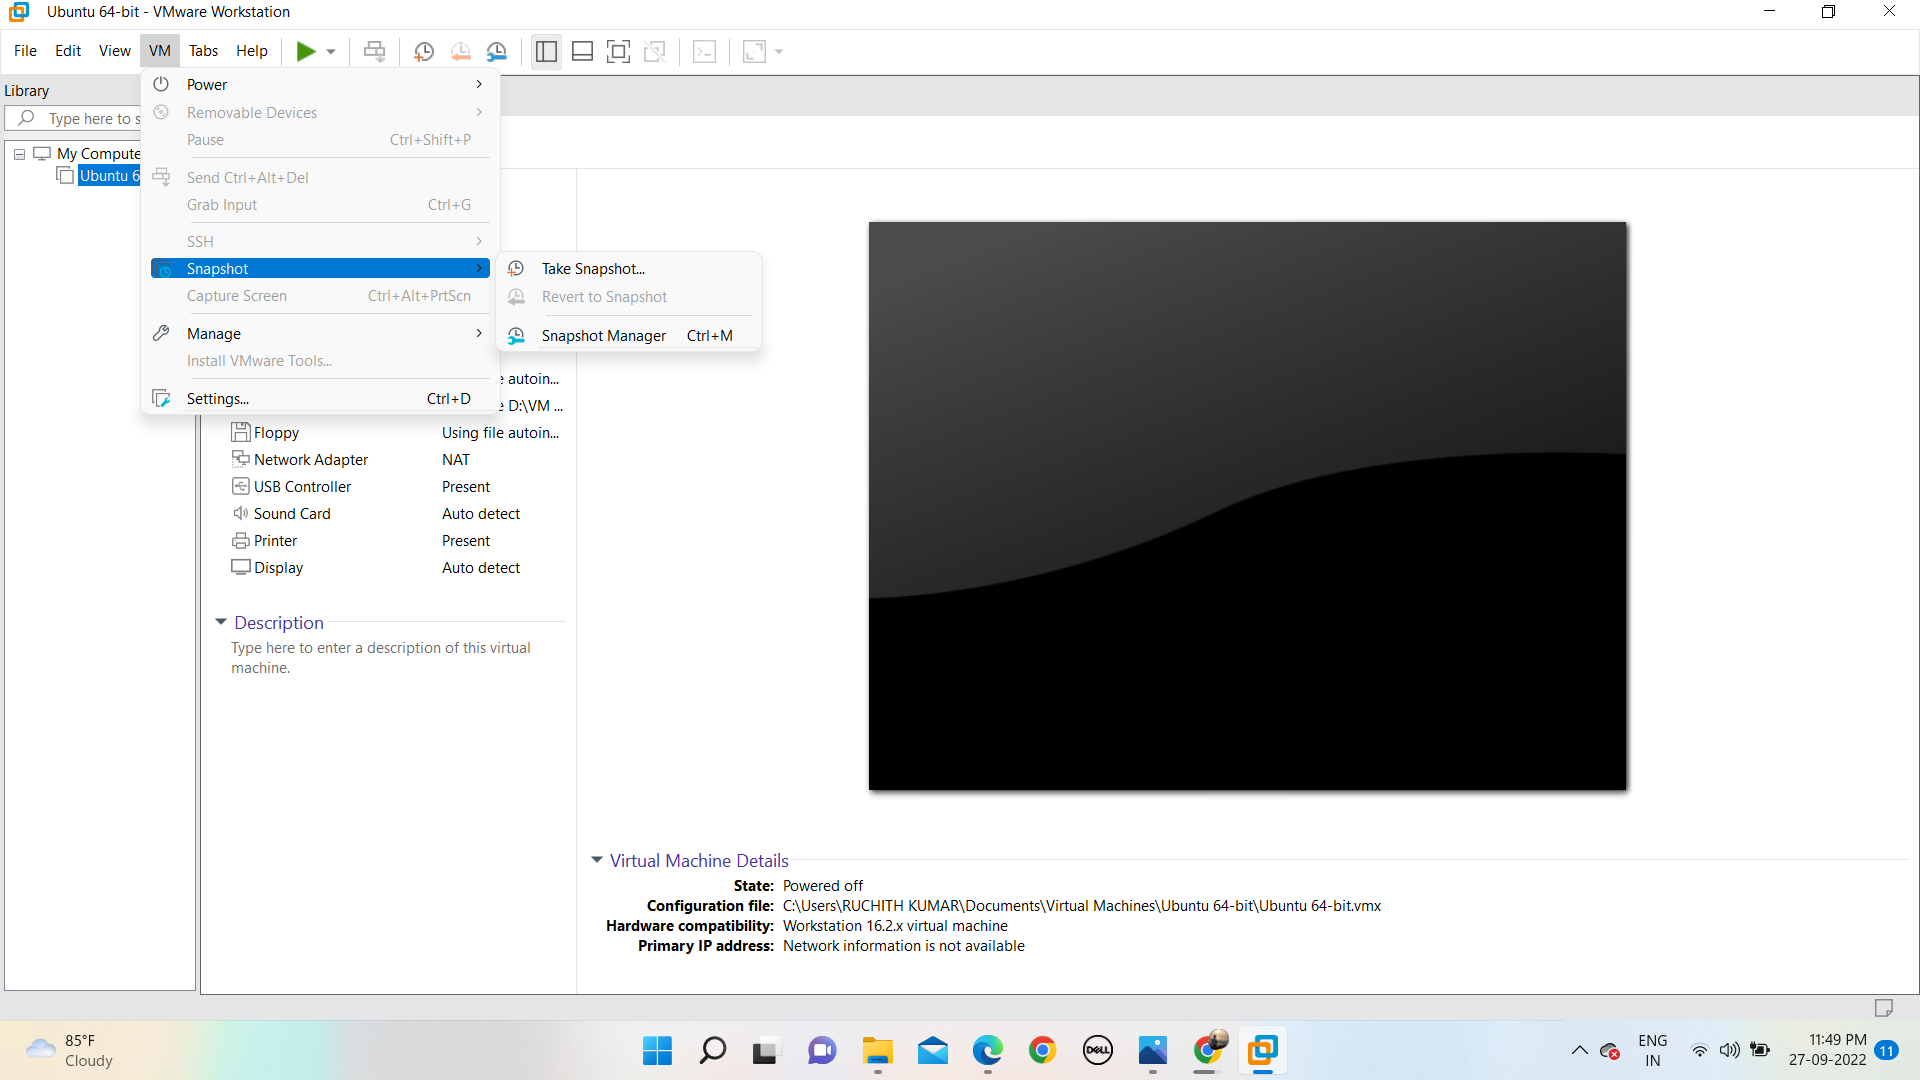 Ubuntu 64-bit - VMware Workstation
File Edit View VM Tabs Help
Library
Type here to s
My Compute
Ubuntu 6
Power
Removable Devices
Pause Ctrl+Shift+P
Send Ctrl+Alt+Del
Grab Input Ctrl+G
SSH
Snapshot
Capture Screen Ctrl+Alt+PrtScn
Manage
Install VMware Tools...
Settings... Ctrl+D
Take Snapshot...
Revert to Snapshot
Snapshot Manager Ctrl+M
e autoin...
e D:\VM ...
Floppy Using file autoin...
Network Adapter NAT
USB Controller Present
Sound Card Auto detect
Printer Present
Display Auto detect
Description
Type here to enter a description of this virtual
machine.
Virtual Machine Details
State: Powered off
Configuration file: C:\Users\RUCHITH KUMAR\Documents\Virtual Machines\Ubuntu 64-bit\Ubuntu 64-bit.vmx
Hardware compatibility: Workstation 16.2.x virtual machine
Primary IP address: Network information is not available
85°F
Cloudy
DELL
ENG
IN
11:49 PM
27-09-2022
11